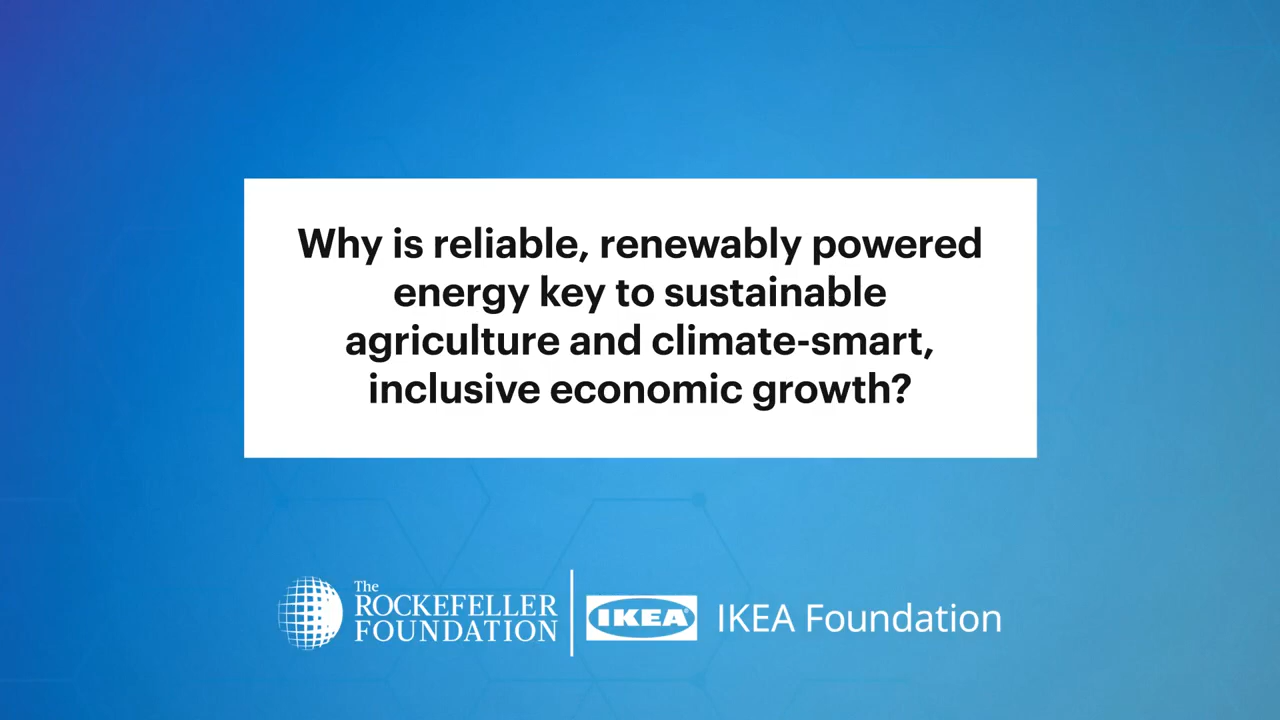 Why is reliable, renewably powered
energy key to sustainable
agriculture and climate-smart,
inclusive economic growth?
The
ROCKEFELLER
FOUNDATION
IKEA® IKEA Foundation